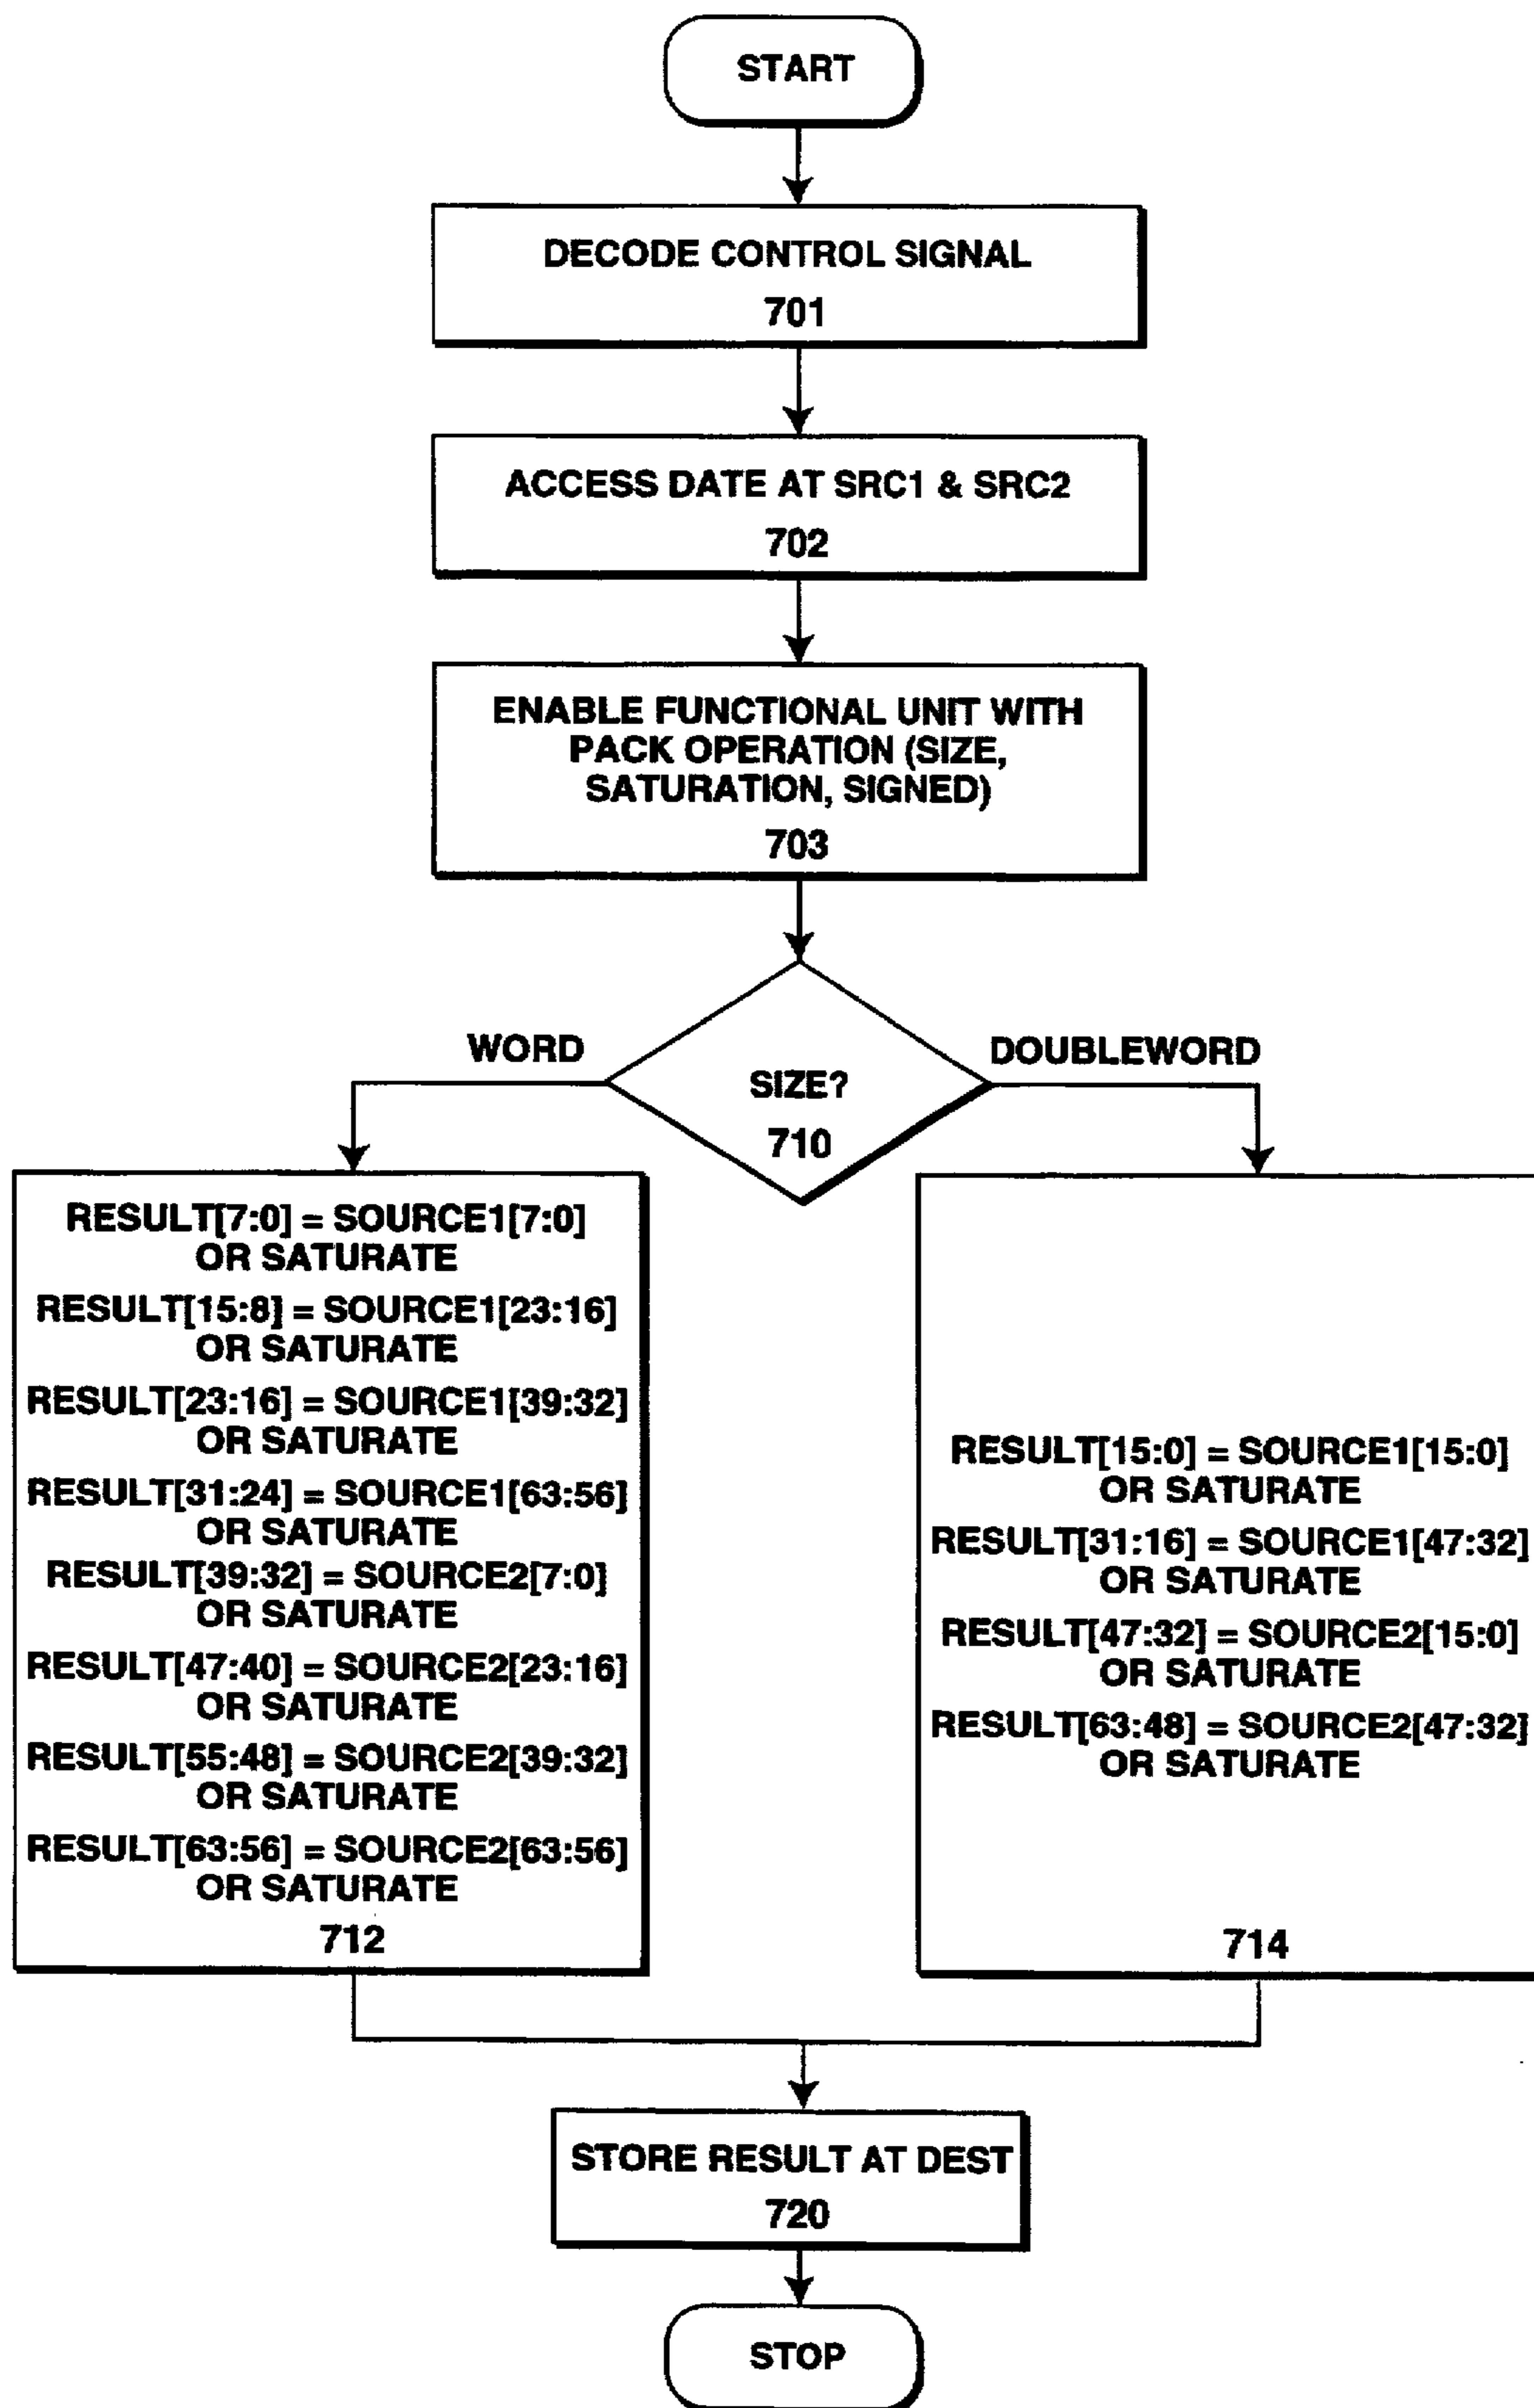 START
DECODE CONTROL SIGNAL
701
ACCESS DATE AT SRC1 & SRC2
702
ENABLE FUNCTIONAL UNIT WITH
PACK OPERATION (SIZE,
SATURATION, SIGNED)
703
WORD
DOUBLEWORD
SIZE?
710
RESULT[7:0] = SOURCE1[7:0]
OR SATURATE
RESULT[15:8] = SOURCE1[23:16]
OR SATURATE
RESULT[23:16] = SOURCE1[39:32]
OR SATURATE
RESULT[31:24] = SOURCE1[63:56]
OR SATURATE
RESULT[39:32] = SOURCE2[7:0]
OR SATURATE
RESULT[47:40] = SOURCE2[23:16]
OR SATURATE
RESULT[55:48] = SOURCE2[39:32]
OR SATURATE
RESULT[63:56] = SOURCE2[63:56]
OR SATURATE
712
RESULT[15:0] = SOURCE1[15:0]
OR SATURATE
RESULT[31:16] = SOURCE1[47:32]
OR SATURATE
RESULT[47:32] = SOURCE2[15:0]
OR SATURATE
RESULT[63:48] = SOURCE2[47:32]
OR SATURATE
714
STORE RESULT AT DEST
720
STOP